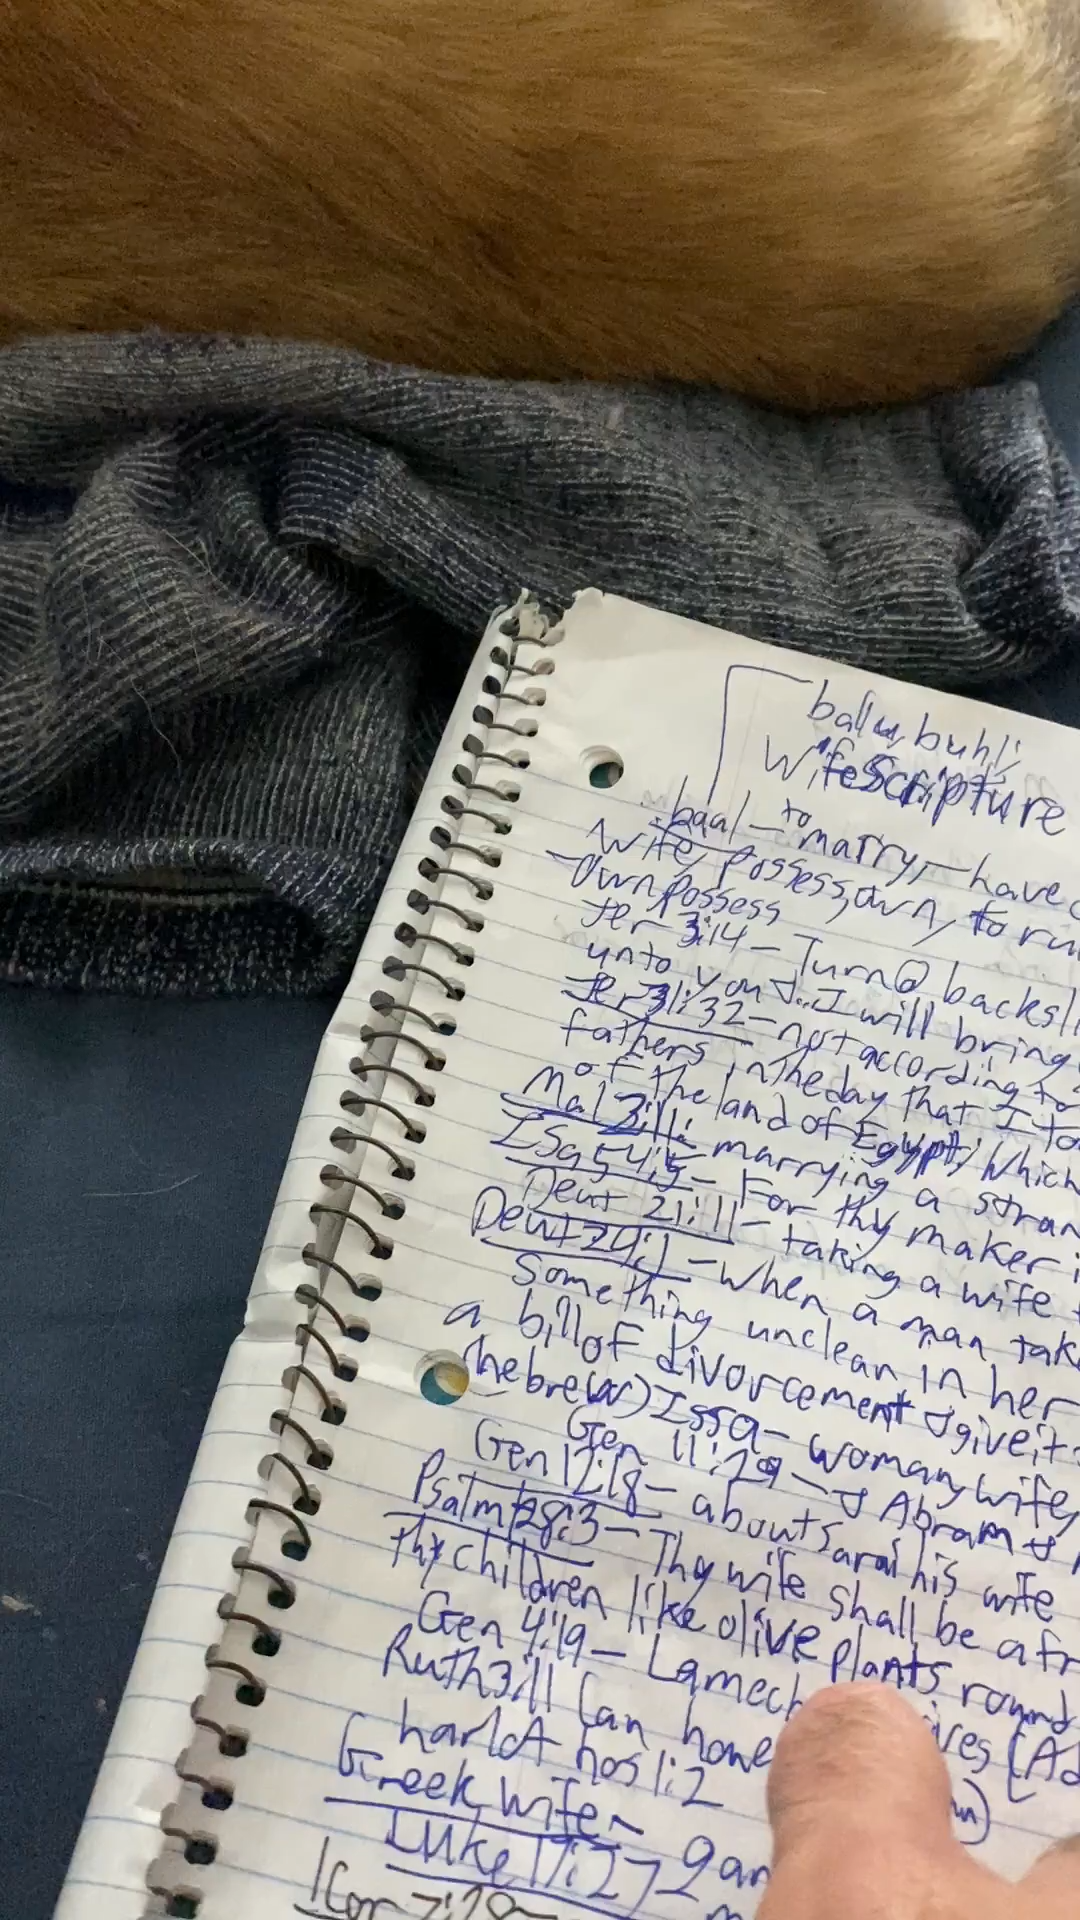 baal, buhl;
Wife Scripture
baal - to marry, - have
Wife, possess, own, to ru
- own possess
Jer 3:14 - Turn O backsli
unto you &.. I will bring
Jer 31:32 - not according to
fathers in the day that I to
of the land of Egypt, Which
Mal 2:11: marrying a stran
Isa 54:5 - For thy maker i
Deut 21:11 - taking a wife
Deut 24:1 - When a man tak
Something unclean in her
a bill of divorcement & give it
hebrew) Issa - woman, wife,
Gen 11:29 - & Abram &
Gen 12:18 - about Sarai his wife
Psalm 128:3 - Thy wife shall be a fr
thy children like olive plants round
Gen 4:19 - Lamech ives (Ad
Ruth 3:11 Can
harlot hos 1:2
Greek Wife -
Luke 17:27 -
1 Cor